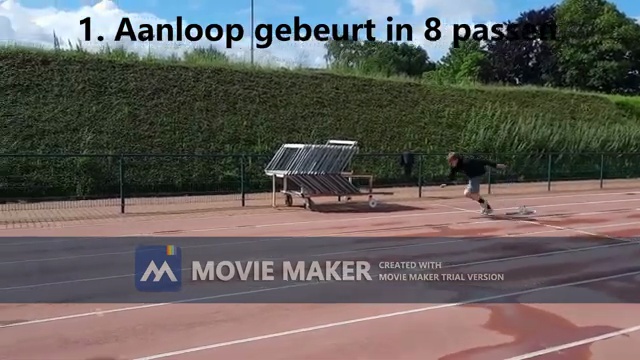 1. Aanloop gebeurt in 8 passen
MOVIE MAKER
CREATED WITH
MOVIE MAKER TRIAL VERSION